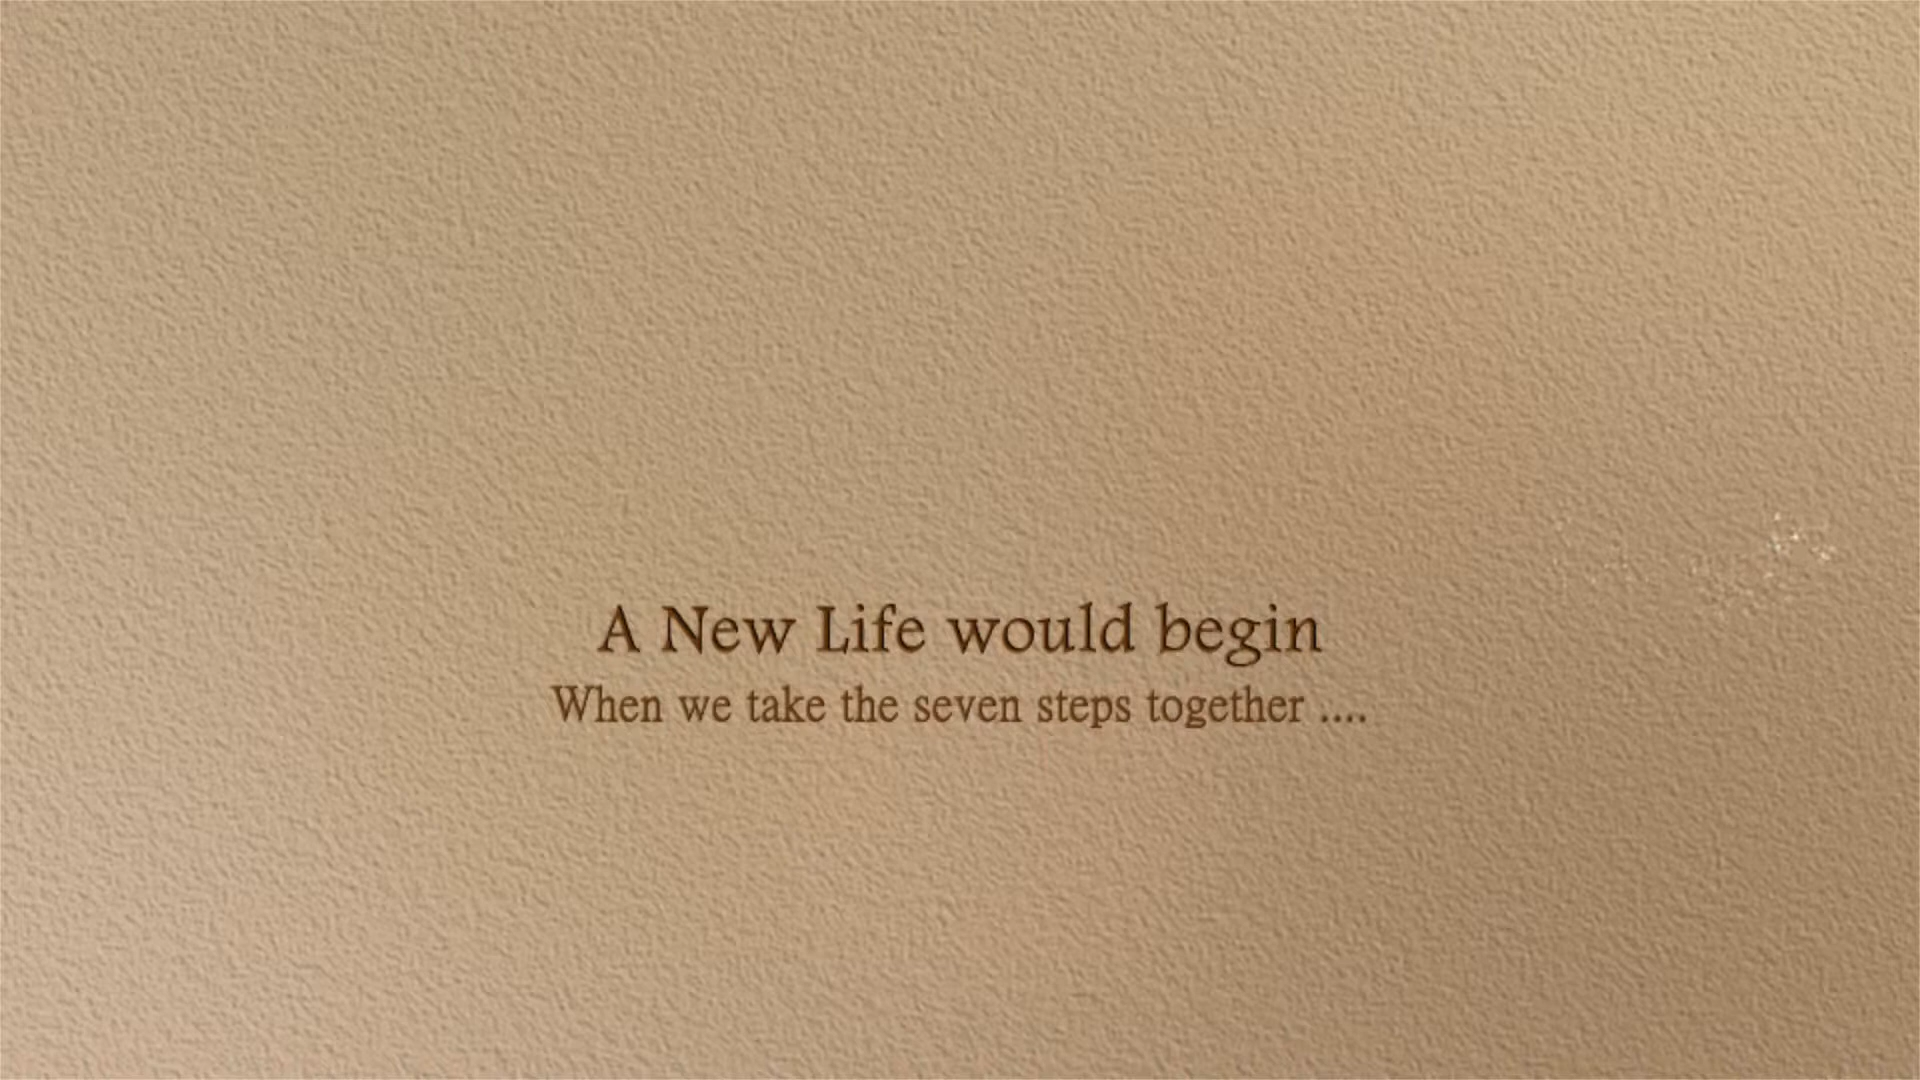 A New Life would begin
When we take the seven steps together ....